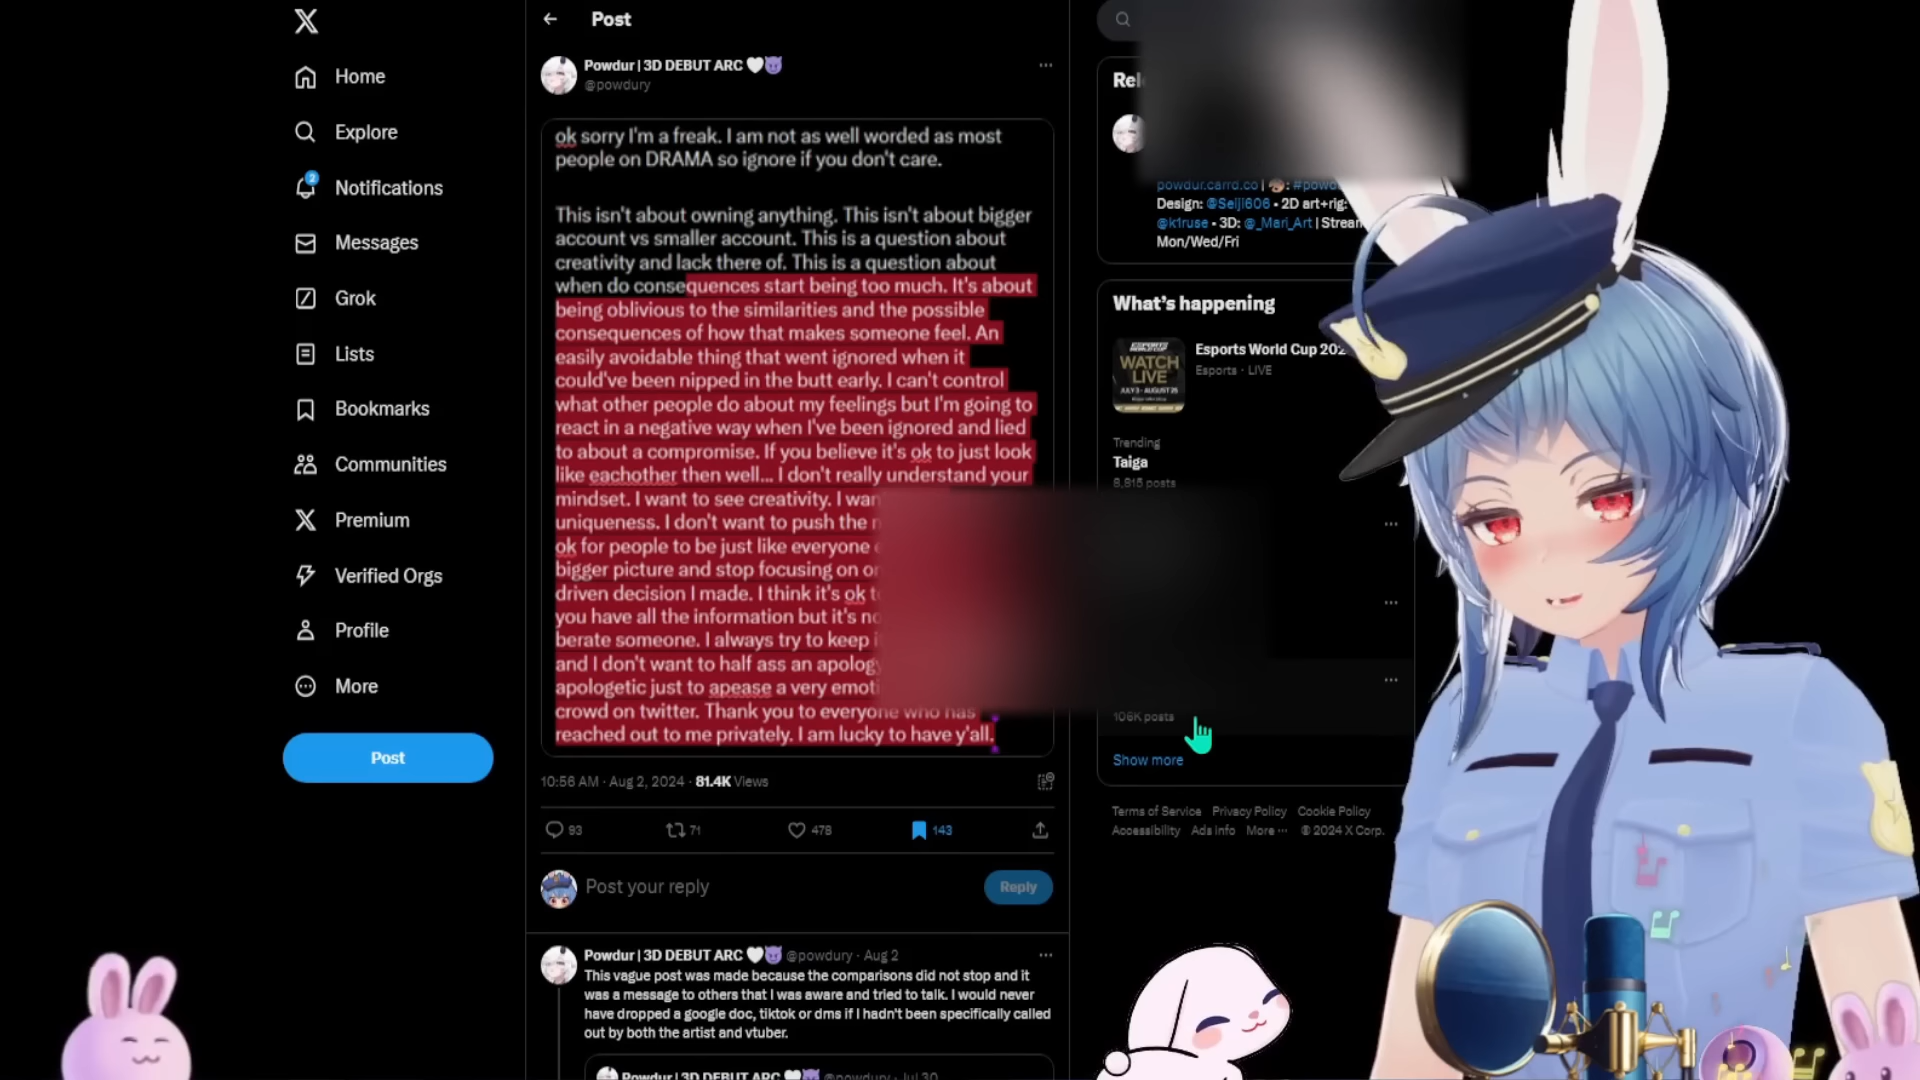 Home
Explore
2
Notifications
Messages
Grok
Lists
Bookmarks
Communities
Premium
Verified Orgs
Profile
More
Post
Post
Powdur | 3D DEBUT ARC 🤍😈
@powdury
ok sorry I'm a freak. I am not as well worded as most
people on DRAMA so ignore if you don't care.
This isn't about owning anything. This isn't about bigger
account vs smaller account. This is a question about
creativity and lack there of. This is a question about
when do consequences start being too much. It's about
being oblivious to the similarities and the possible
consequences of how that makes someone feel. An
easily avoidable thing that went ignored when it
could've been nipped in the butt early. I can't control
what other people do about my feelings but I'm going to
react in a negative way when I've been ignored and lied
to about a compromise. If you believe it's ok to just look
like eachother then well... I don't really understand your
mindset. I want to see creativity. I
uniqueness. I don't want to push the
ok for people to be just like everyone
bigger picture and stop focusing on
driven decision I made. I think it's ok
you have all the information but it's
berate someone. I always try to keep
and I don't want to half ass an apology
apologetic just to apease a very
crowd on twitter. Thank you to everyone who has
reached out to me privately. I am lucky to have y'all.
10:56 AM · Aug 2, 2024 · 81.4K Views
93 71 478 143
Post your reply
Reply
Powdur | 3D DEBUT ARC 🤍😈 @powdury · Aug 2
This vague post was made because the comparisons did not stop and it
was a message to others that I was aware and tried to talk. I would never
have dropped a google doc, tiktok or dms if I hadn't been specifically called
out by both the artist and vtuber.
Powdur | 3D DEBUT ARC 🤍😈 @powdury · Jul 30
powdur.carrd.co |
Design: @Seiji606 • 2D art+rig:
@k1ruse • 3D: @_Mari_Art |
Mon/Wed/Fri
What's happening
WATCH
LIVE
JULY 3 - AUGUST 25
Esports World Cup
Esports · LIVE
Trending
Taiga
8,815 posts
106K posts
Show more
Terms of Service Privacy Policy Cookie Policy
Accessibility Ads info More ··· © 2024 X Corp.